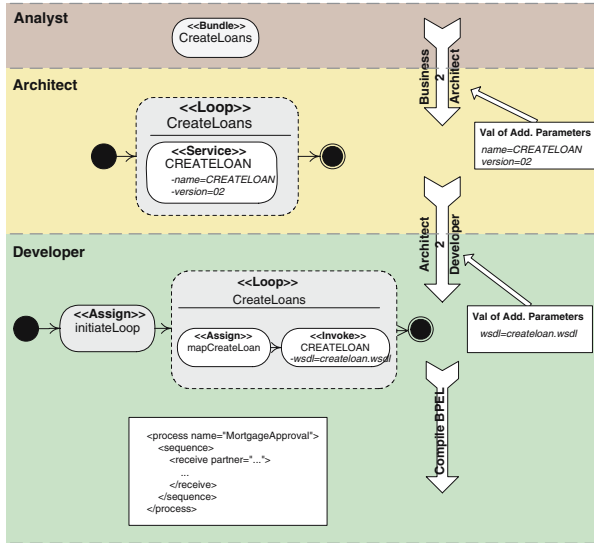 Analyst
<<Bundle>>
CreateLoans
Business
2
Architect
Architect
<<Loop>>
CreateLoans
<<Service>>
CREATELOAN
-name=CREATELOAN
-version=02
Val of Add. Parameters
name=CREATELOAN
version=02
Architect
2
Developer
Developer
<<Assign>>
initiateLoop
<<Loop>>
CreateLoans
<<Assign>>
mapCreateLoan
<<Invoke>>
CREATELOAN
-wsdl=createloan.wsdl
Val of Add. Parameters
wsdl=createloan.wsdl
Compile BPEL
<process name="MortgageApproval">
<sequence>
<receive partner="...">
...
</receive>
</sequence>
</process>